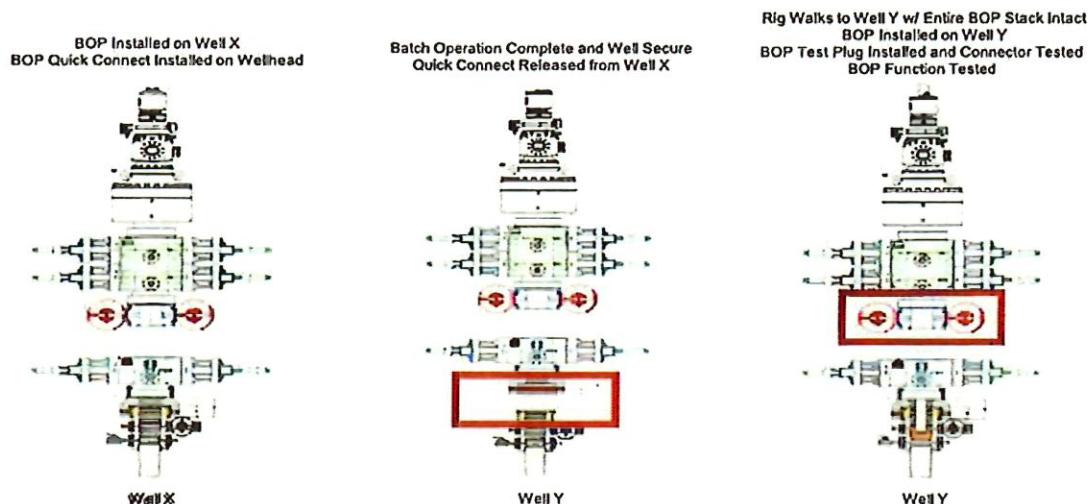 BOP Installed on Well X
BOP Quick Connect Installed on Wellhead
Batch Operation Complete and Well Secure
Quick Connect Released from Well X
Rig Walks to Well Y w/ Entire BOP Stack Intact
BOP Installed on Well Y
BOP Test Plug Installed and Connector Tested
BOP Function Tested
Well X
Well Y
Well Y